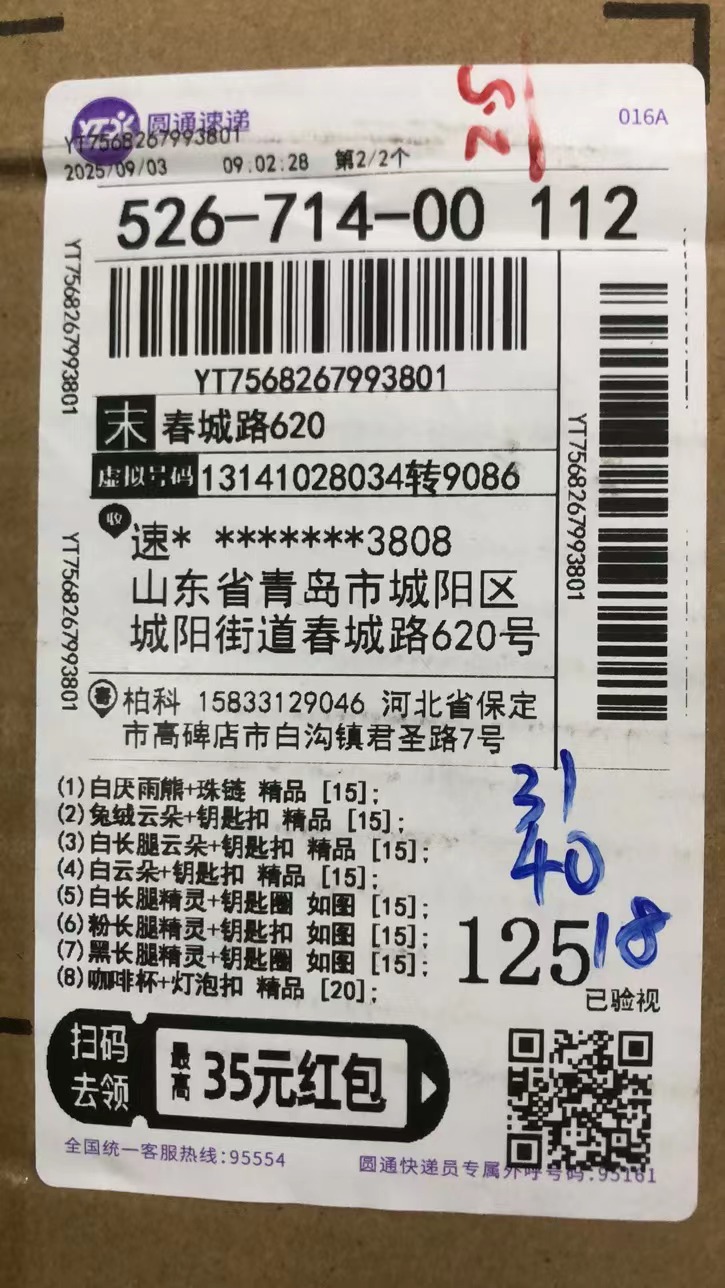 圆通速递
016A
YT7568267993801
2025/09/03 09.02.28 第2/2个
5.2
526-714-00 112
YT7568267993801
YT7568267993801
末 春城路620
虚拟号码 13141028034转9086
收 速* *******3808
山东省青岛市城阳区
城阳街道春城路620号
YT7568267993801
YT7568267993801
寄 柏科 15833129046 河北省保定
市高碑店市白沟镇君圣路7号
(1)白厌雨熊+珠链 精品 [15];
(2)兔绒云朵+钥匙扣 精品 [15];
(3)白长腿云朵+钥匙扣 精品 [15];
(4)白云朵+钥匙扣 精品 [15];
(5)白长腿精灵+钥匙圈 如图 [15];
(6)粉长腿精灵+钥匙扣 如图 [15];
(7)黑长腿精灵+钥匙圈 如图 [15];
(8)咖啡杯+灯泡扣 精品 [20];
31
40
18
125
已验视
扫码
去领
最高 35元红包
全国统一客服热线:95554
圆通快递员专属外呼号码:95161